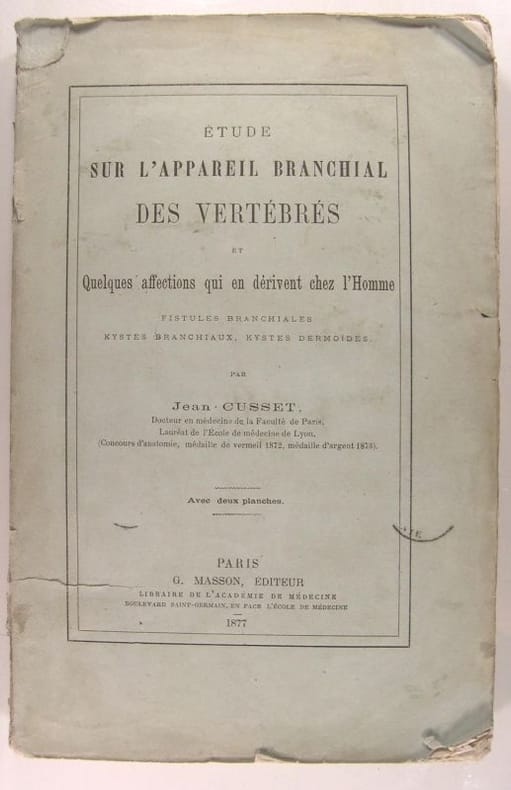 ÉTUDE
SUR L'APPAREIL BRANCHIAL
DES VERTÉBRÉS
ET
Quelques affections qui en dérivent chez l'Homme
FISTULES BRANCHIALES
KYSTES BRANCHIAUX, KYSTES DERMOÏDES.
PAR
Jean CUSSET,
Docteur en médecine de la Faculté de Paris,
Lauréat de l'École de médecine de Lyon,
(Concours d'anatomie, médaille de vermeil 1872, médaille d'argent 1873).
Avec deux planches.
PARIS
G. MASSON, ÉDITEUR
LIBRAIRE DE L'ACADÉMIE DE MÉDECINE
BOULEVARD SAINT-GERMAIN, EN FACE L'ÉCOLE DE MÉDECINE
1877